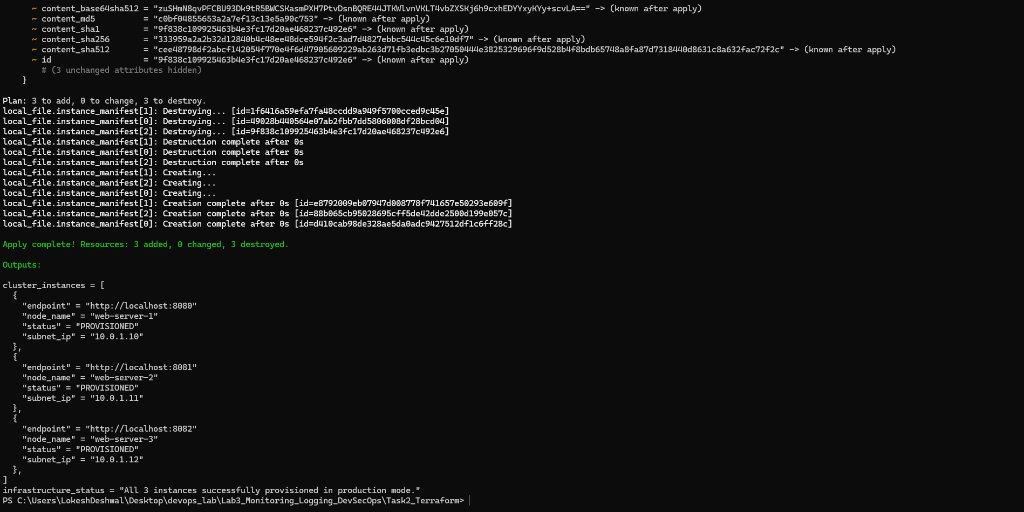 ~ content_base64sha512 = "zuSHmN8qvPFCBU93Dk9tR5BWCSKasmPXH7PtvDsnBQRE44JTKWlvnVKLT4vbZXSKj6h9cxhEDYYxyKYy+scvLA==" -> (known after apply)
~ content_md5          = "c0bf04855653a2a7ef13c13e5a90c753" -> (known after apply)
~ content_sha1         = "9f838c109925463b4e3fc17d20ae468237c492e6" -> (known after apply)
~ content_sha256       = "333959a2a2b32d12840b4c48ee48dce594f2c3ad7d4827ebbc544c45c6e10df7" -> (known after apply)
~ content_sha512       = "cee48798df2abcf142054f770e4f6d47905609229ab263d71fb3edbc3b27050444e3825329696f9d528b4f8bdb65748a8fa87d7318440d8631c8a632fac72f2c" -> (known after apply)
~ id                   = "9f838c109925463b4e3fc17d20ae468237c492e6" -> (known after apply)
# (3 unchanged attributes hidden)
}
Plan: 3 to add, 0 to change, 3 to destroy.
local_file.instance_manifest[1]: Destroying... [id=1f6416a59efa7fa48ccdd9a949f5700cced9c45e]
local_file.instance_manifest[0]: Destroying... [id=49028b440564e07ab2fbb7dd5806008df28bcd04]
local_file.instance_manifest[2]: Destroying... [id=9f838c109925463b4e3fc17d20ae468237c492e6]
local_file.instance_manifest[1]: Destruction complete after 0s
local_file.instance_manifest[0]: Destruction complete after 0s
local_file.instance_manifest[2]: Destruction complete after 0s
local_file.instance_manifest[1]: Creating...
local_file.instance_manifest[2]: Creating...
local_file.instance_manifest[0]: Creating...
local_file.instance_manifest[1]: Creation complete after 0s [id=e8792009eb07947d008778f741657e50293e609f]
local_file.instance_manifest[2]: Creation complete after 0s [id=88b065cb95028695cff5de42dde2500d199e057c]
local_file.instance_manifest[0]: Creation complete after 0s [id=d410cab98de328ae5da0adc9427512df1c6ff28c]
Apply complete! Resources: 3 added, 0 changed, 3 destroyed.
Outputs:
cluster_instances = [
{
"endpoint" = "http://localhost:8080"
"node_name" = "web-server-1"
"status" = "PROVISIONED"
"subnet_ip" = "10.0.1.10"
},
{
"endpoint" = "http://localhost:8081"
"node_name" = "web-server-2"
"status" = "PROVISIONED"
"subnet_ip" = "10.0.1.11"
},
{
"endpoint" = "http://localhost:8082"
"node_name" = "web-server-3"
"status" = "PROVISIONED"
"subnet_ip" = "10.0.1.12"
},
]
infrastructure_status = "All 3 instances successfully provisioned in production mode."
PS C:\Users\LokeshDeshwal\Desktop\devops_lab\Lab3_Monitoring_Logging_DevSecOps\Task2_Terraform>